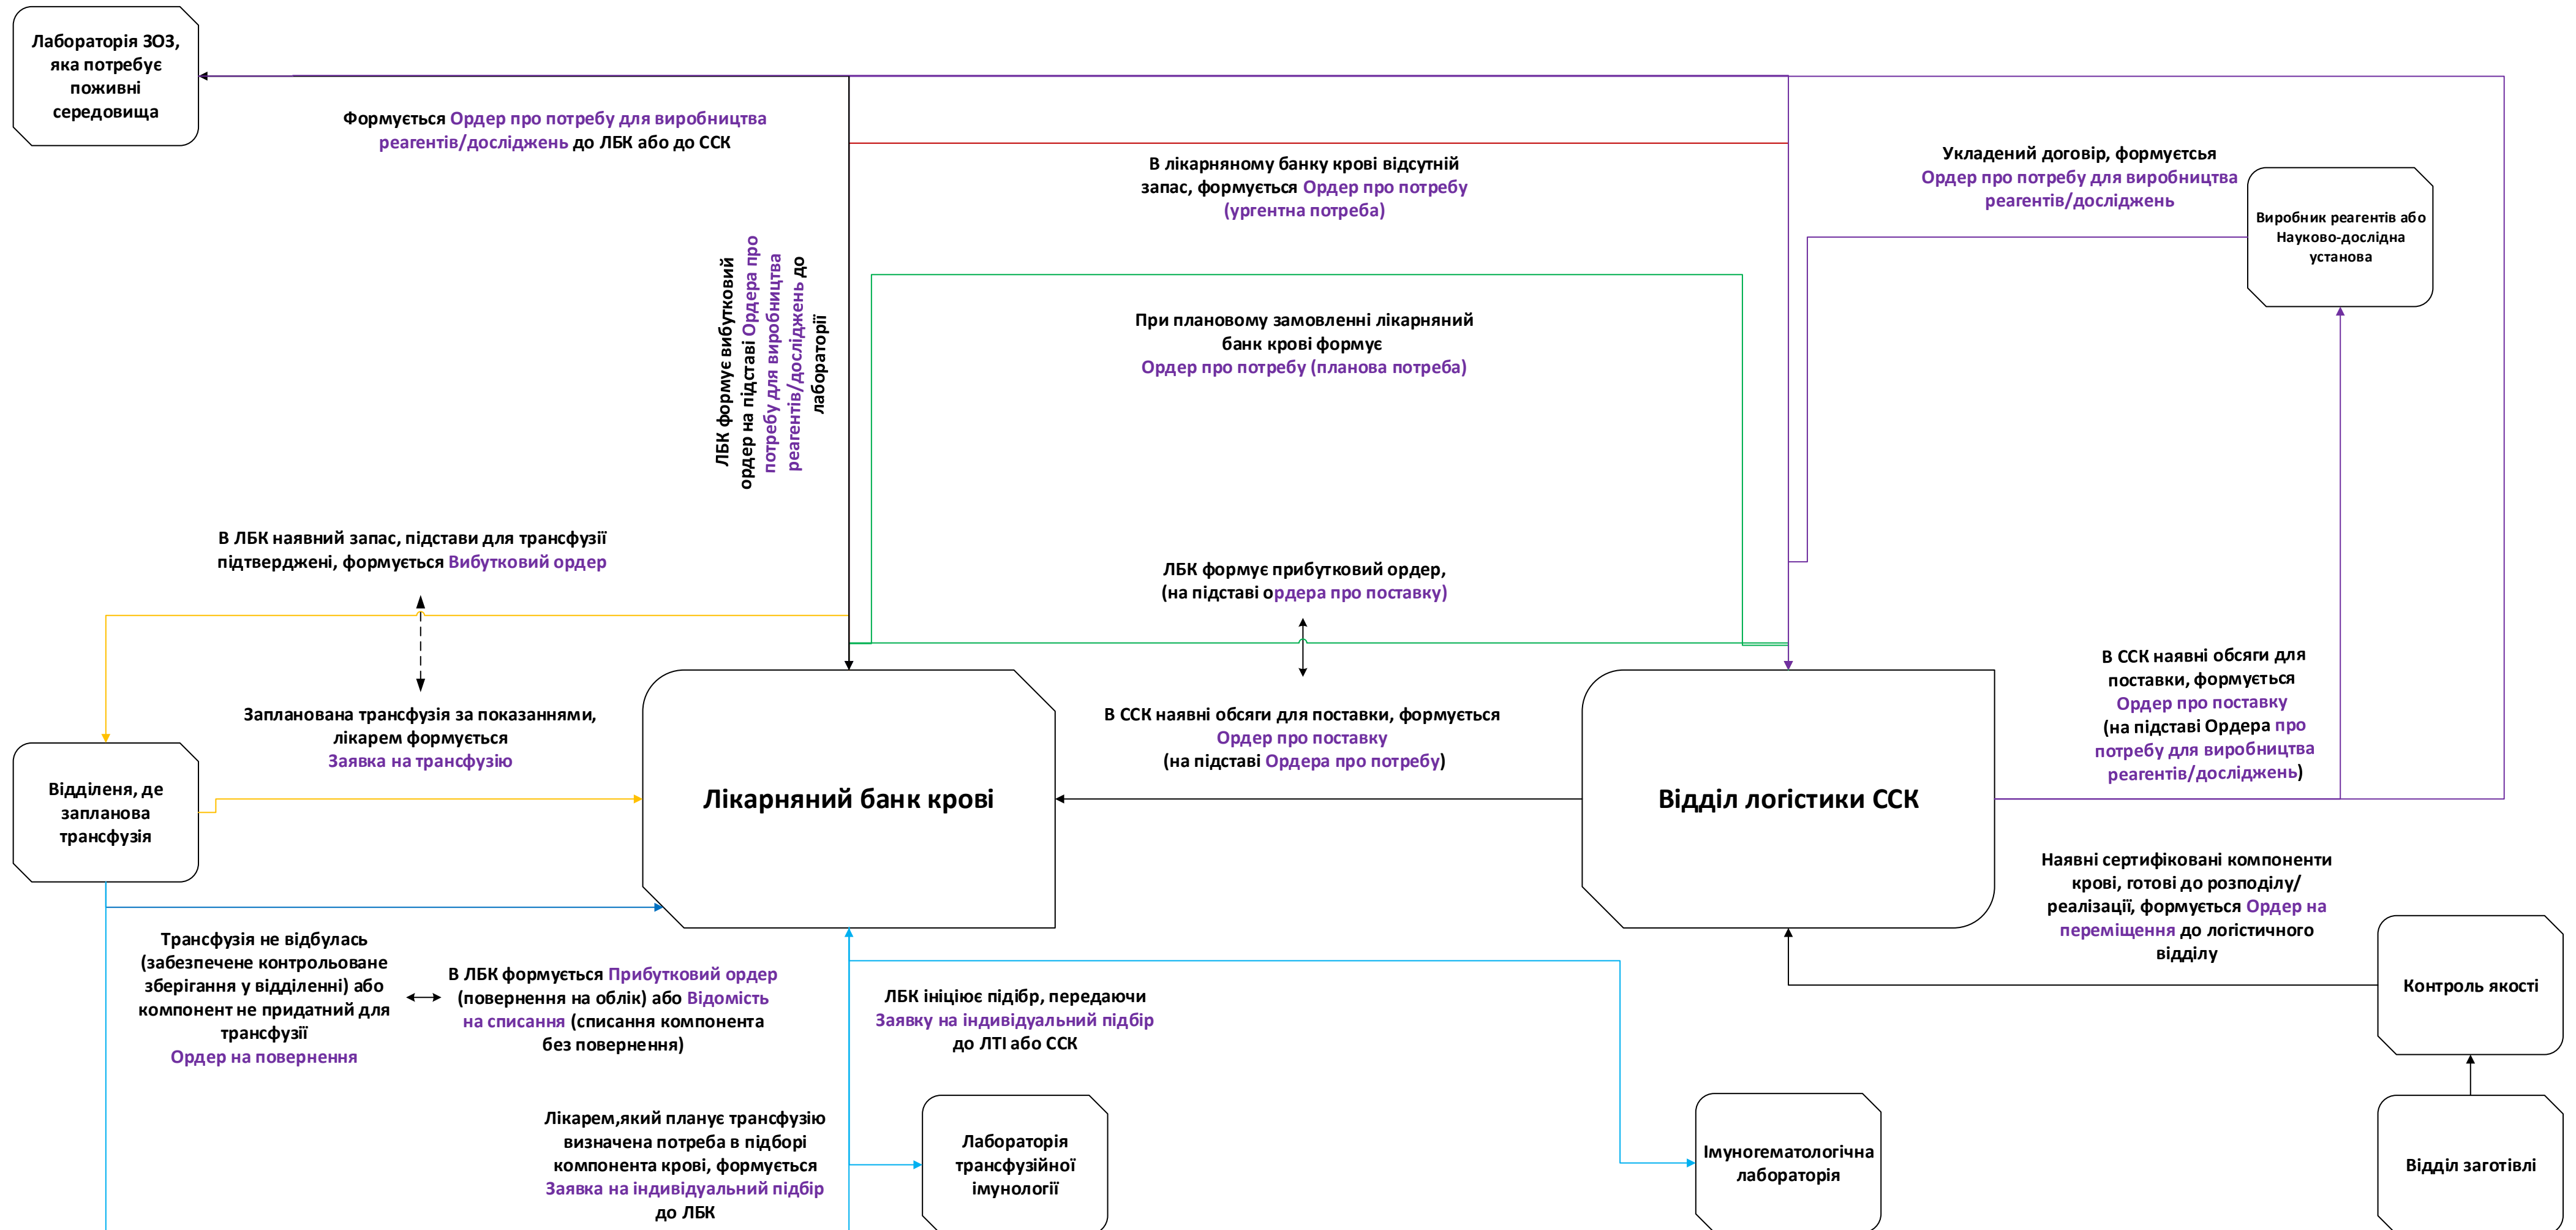 Лабораторія ЗОЗ,
яка потребує
поживні
середовища
Формується Ордер про потребу для виробництва
реагентів/досліджень до ЛБК або до ССК
В лікарняному банку крові відсутній
запас, формується Ордер про потребу
(ургентна потреба)
Укладений договір, формуєтсья
Ордер про потребу для виробництва
реагентів/досліджень
Виробник реагентів або
Науково-дослідна
установа
ЛБК формує вибутковий
ордер на підставі Ордера про
потребу для виробництва
реагентів/досліджень до
лабораторії
При плановому замовленні лікарняний
банк крові формує
Ордер про потребу (планова потреба)
В ЛБК наявний запас, підстави для трансфузії
підтверджені, формується Вибутковий ордер
ЛБК формує прибутковий ордер,
(на підставі ордера про поставку)
Запланована трансфузія за показаннями,
лікарем формується
Заявка на трансфузію
В ССК наявні обсяги для поставки, формується
Ордер про поставку
(на підставі Ордера про потребу)
В ССК наявні обсяги для
поставки, формується
Ордер про поставку
(на підставі Ордера про
потребу для виробництва
реагентів/досліджень)
Відділеня, де
запланова
трансфузія
Лікарняний банк крові
Відділ логістики ССК
Наявні сертифіковані компоненти
крові, готові до розподілу/
реалізації, формується Ордер на
переміщення до логістичного
відділу
Трансфузія не відбулась
(забезпечене контрольоване
зберігання у відділенні) або
компонент не придатний для
трансфузії
Ордер на повернення
В ЛБК формується Прибутковий ордер
(повернення на облік) або Відомість
на списання (списання компонента
без повернення)
ЛБК ініціює підібр, передаючи
Заявку на індивідуальний підбір
до ЛТІ або ССК
Контроль якості
Лікарем,який планує трансфузію
визначена потреба в підборі
компонента крові, формується
Заявка на індивідуальний підбір
до ЛБК
Лабораторія
трансфузійної
імунології
Імуногематологічна
лабораторія
Відділ заготівлі